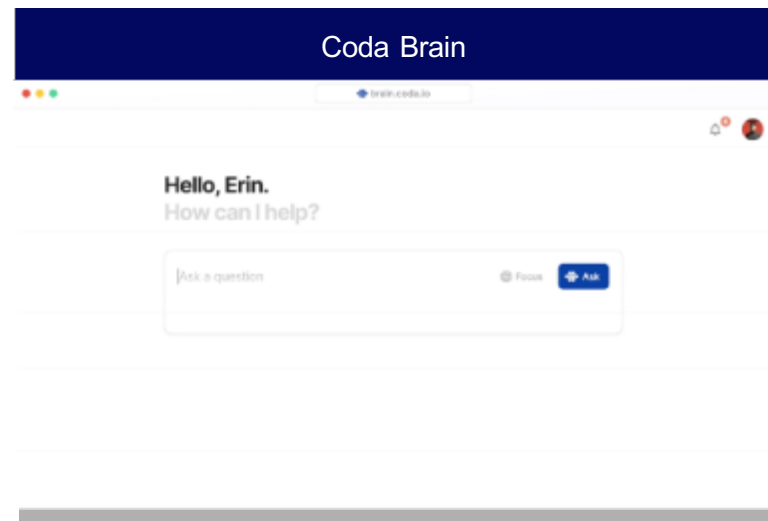 Coda Brain
brain.coda.io
Hello, Erin.
How can I help?
Ask a question
Focus
Ask